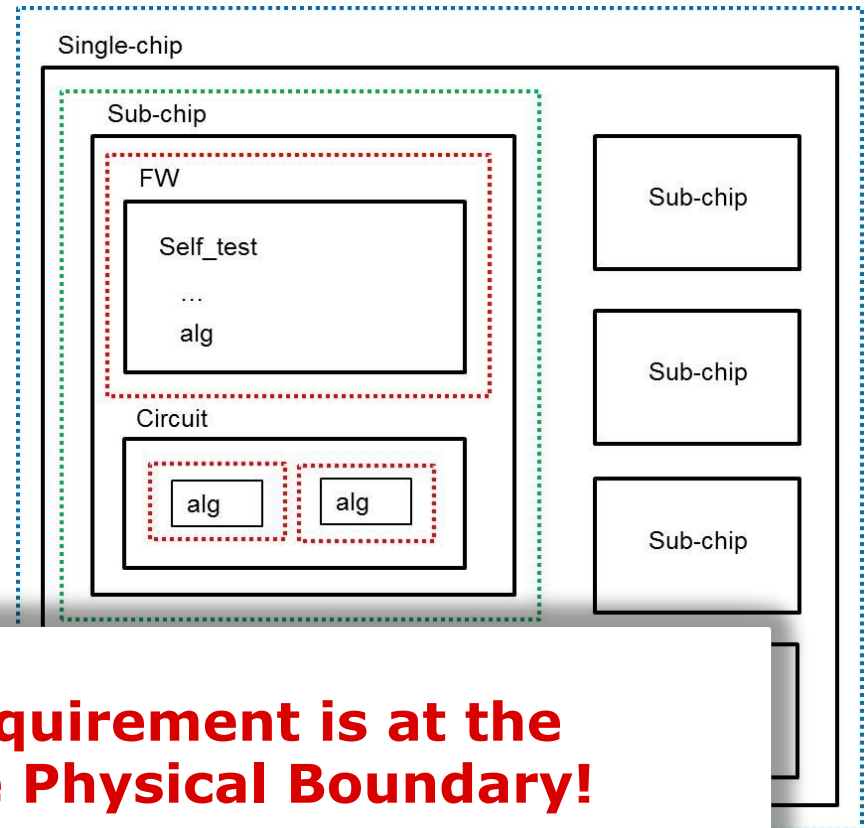 Single-chip
Sub-chip
FW
Self_test
...
alg
Circuit
alg
alg
Sub-chip
Sub-chip
Sub-chip
is at the
Physical Boundary!